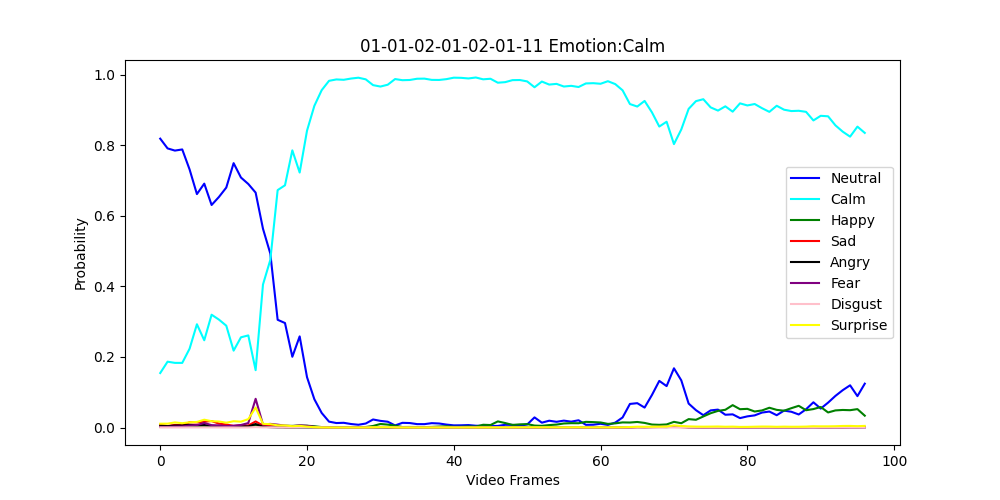 01-01-02-01-02-01-11 Emotion:Calm
Probability
1.0
0.8
0.6
0.4
0.2
0.0
Neutral
Calm
Happy
Sad
Angry
Fear
Disgust
Surprise
0 20 40 60 80 100
Video Frames